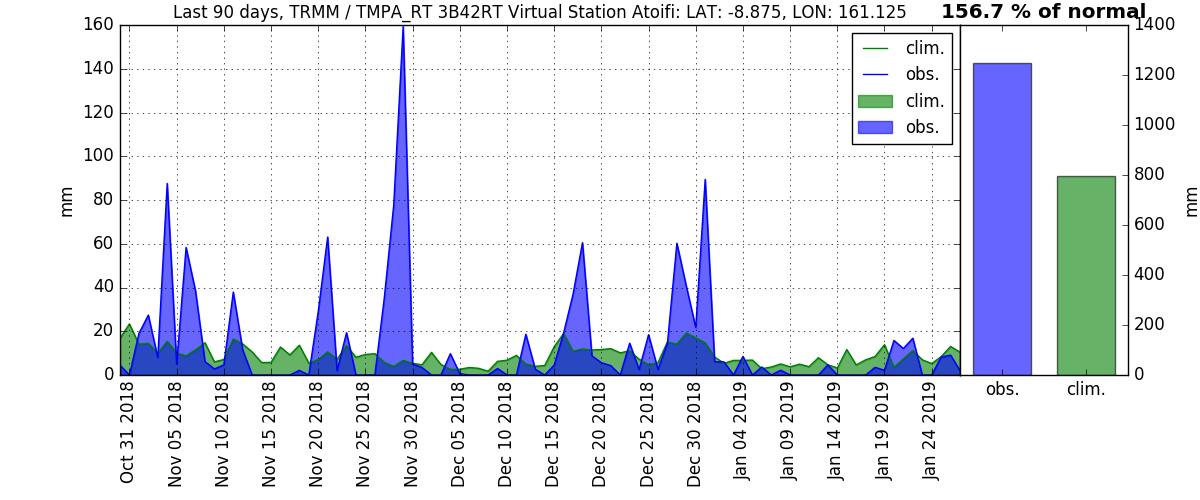 Last 90 days, TRMM / TMPA_RT 3B42RT Virtual Station Atoifi: LAT: -8.875, LON: 161.125
156.7 % of normal
160
140
120
100
80
60
40
20
0
mm
clim.
obs.
clim.
obs.
1400
1200
1000
800
600
400
200
0
mm
obs.
clim.
Oct 31 2018
Nov 05 2018
Nov 10 2018
Nov 15 2018
Nov 20 2018
Nov 25 2018
Nov 30 2018
Dec 05 2018
Dec 10 2018
Dec 15 2018
Dec 20 2018
Dec 25 2018
Dec 30 2018
Jan 04 2019
Jan 09 2019
Jan 14 2019
Jan 19 2019
Jan 24 2019